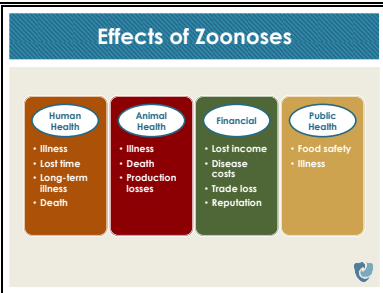 Effects of Zoonoses
Human
Health
• Illness
• Lost time
• Long-term
illness
• Death
Animal
Health
• Illness
• Death
• Production
losses
Financial
• Lost income
• Disease
costs
• Trade loss
• Reputation
Public
Health
• Food safety
• Illness